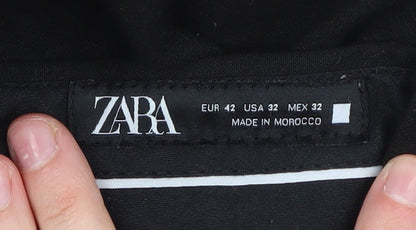 ZARA
EUR 42 USA 32 MEX 32
MADE IN MOROCCO